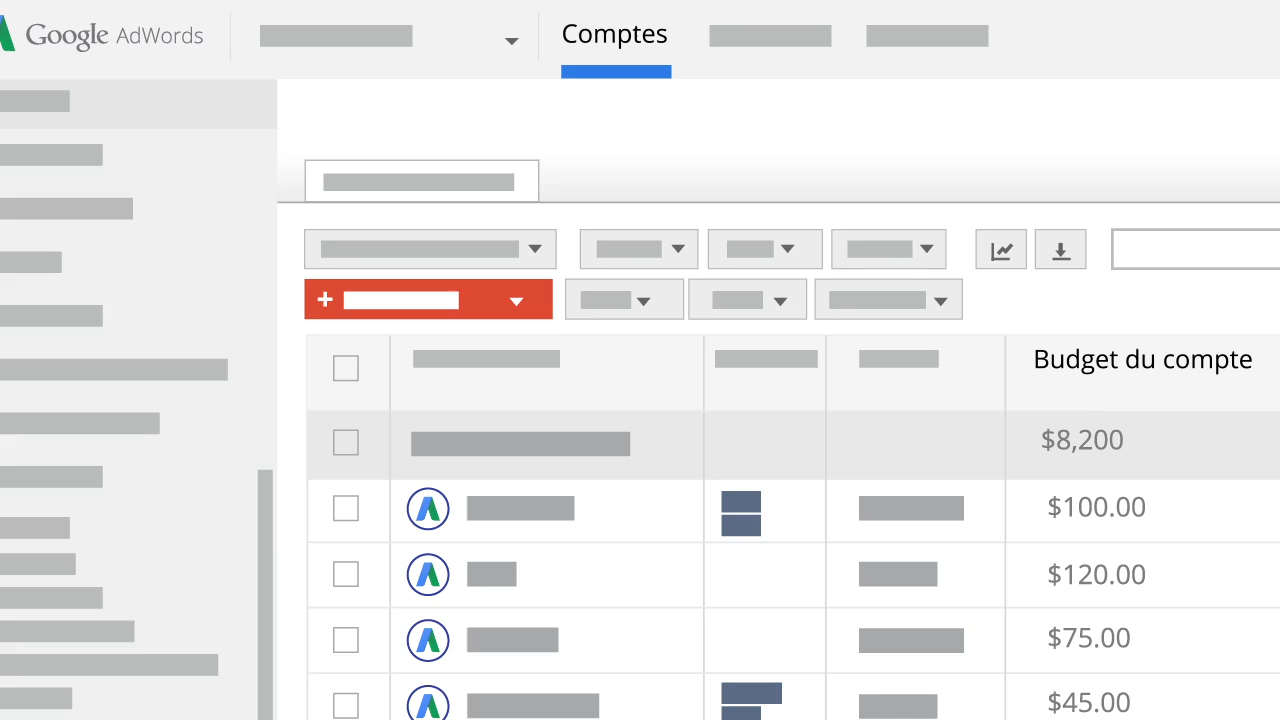 Google AdWords
Comptes
Budget du compte
$8,200
$100.00
$120.00
$75.00
$45.00